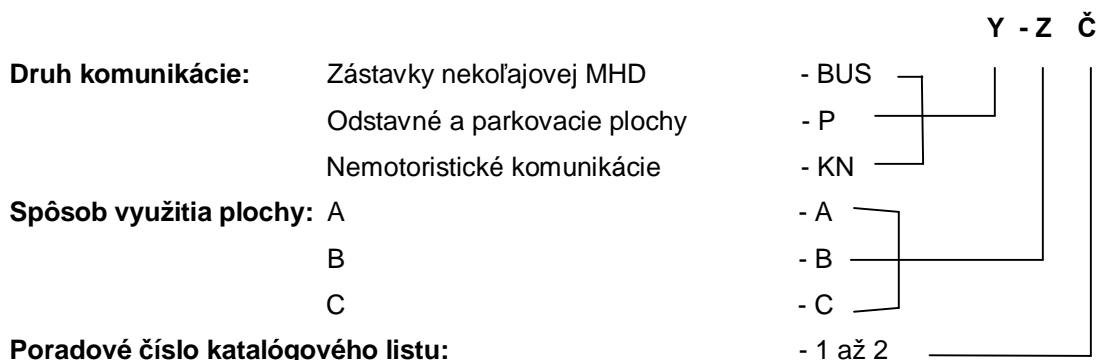 Y - Z Č
Druh komunikácie: Zástavky nekoľajovej MHD - BUS
Odstavné a parkovacie plochy - P
Nemotoristické komunikácie - KN
Spôsob využitia plochy: A - A
B - B
C - C
Poradové číslo katalógového listu: - 1 až 2